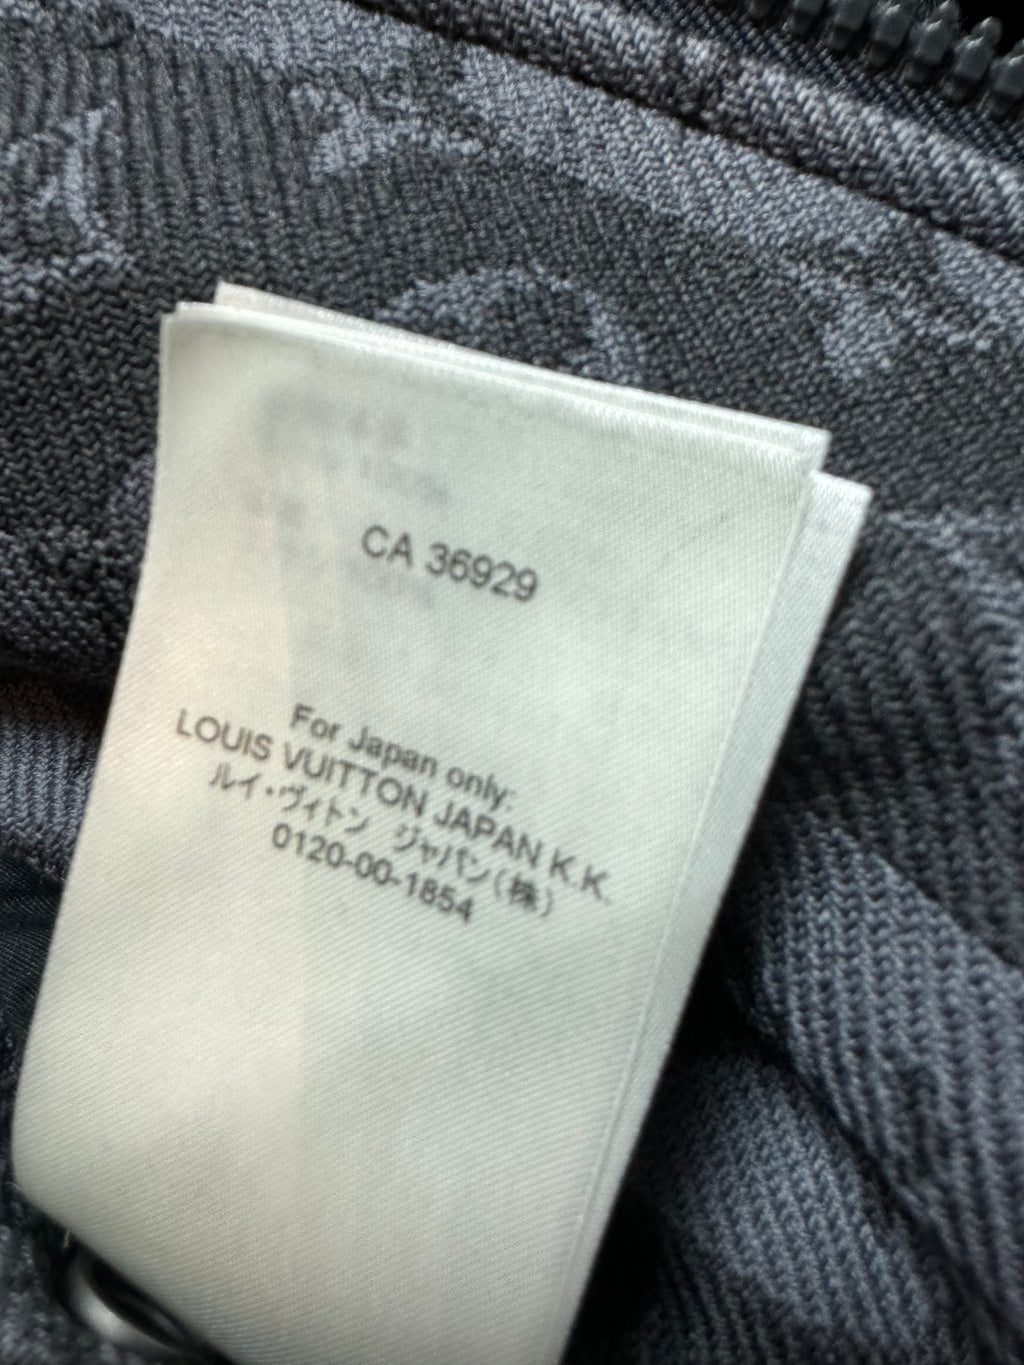 CA 36929
For Japan only:
LOUIS VUITTON JAPAN K.K.
ルイ・ヴィトン ジャパン(株)
0120-00-1854